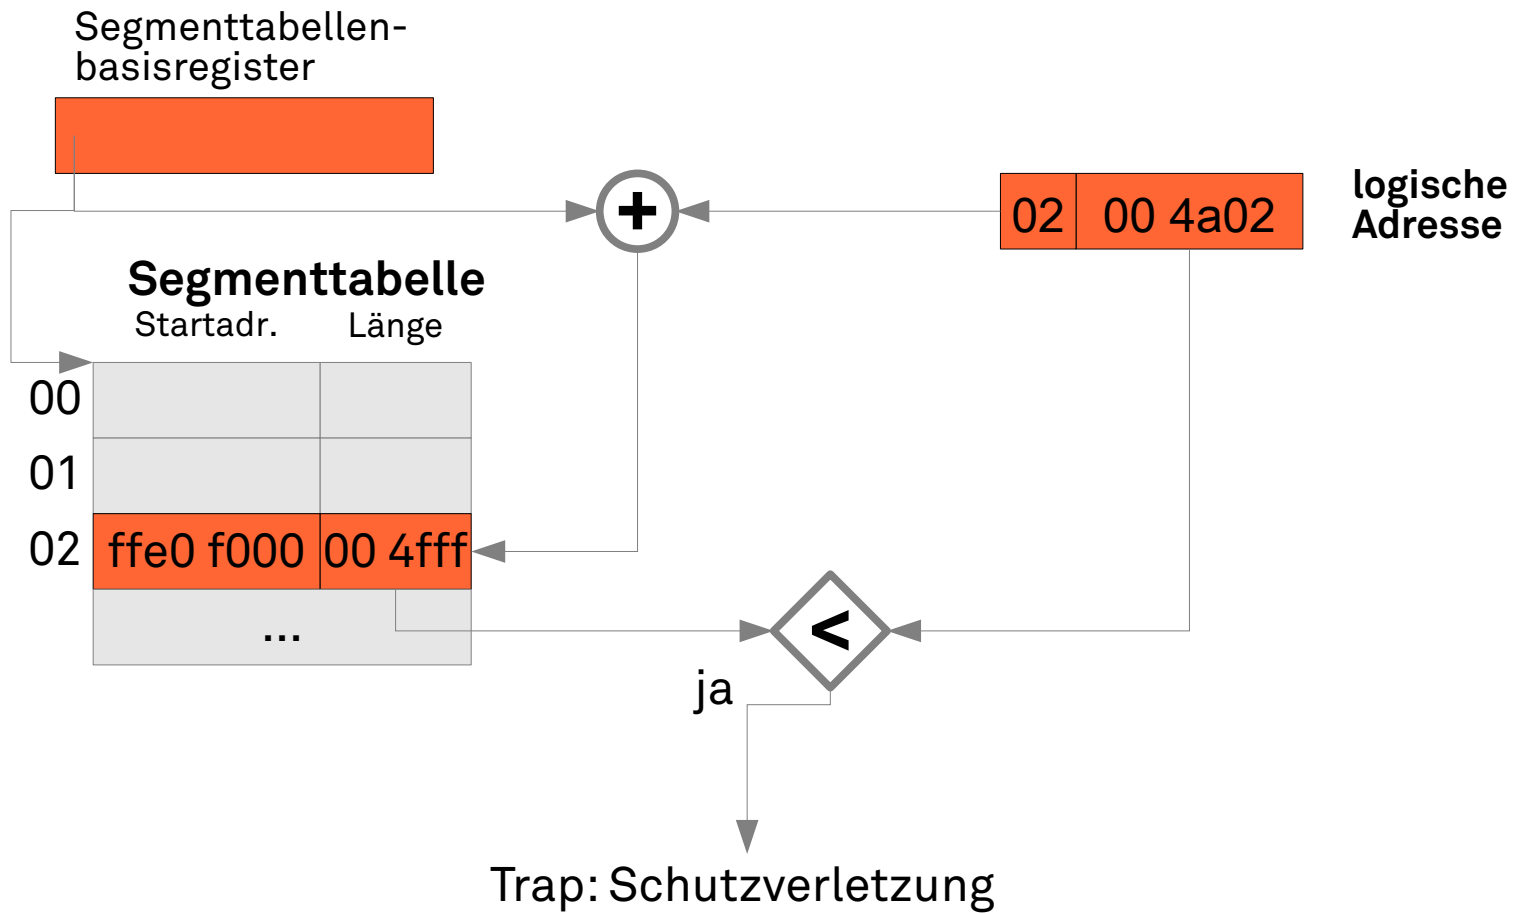 Segmenttabellen-
basisregister
+
02 00 4a02
logische
Adresse
Segmenttabelle
Startadr. Länge
00
01
02 ffe0 f000 00 4fff
...
<
ja
Trap: Schutzverletzung